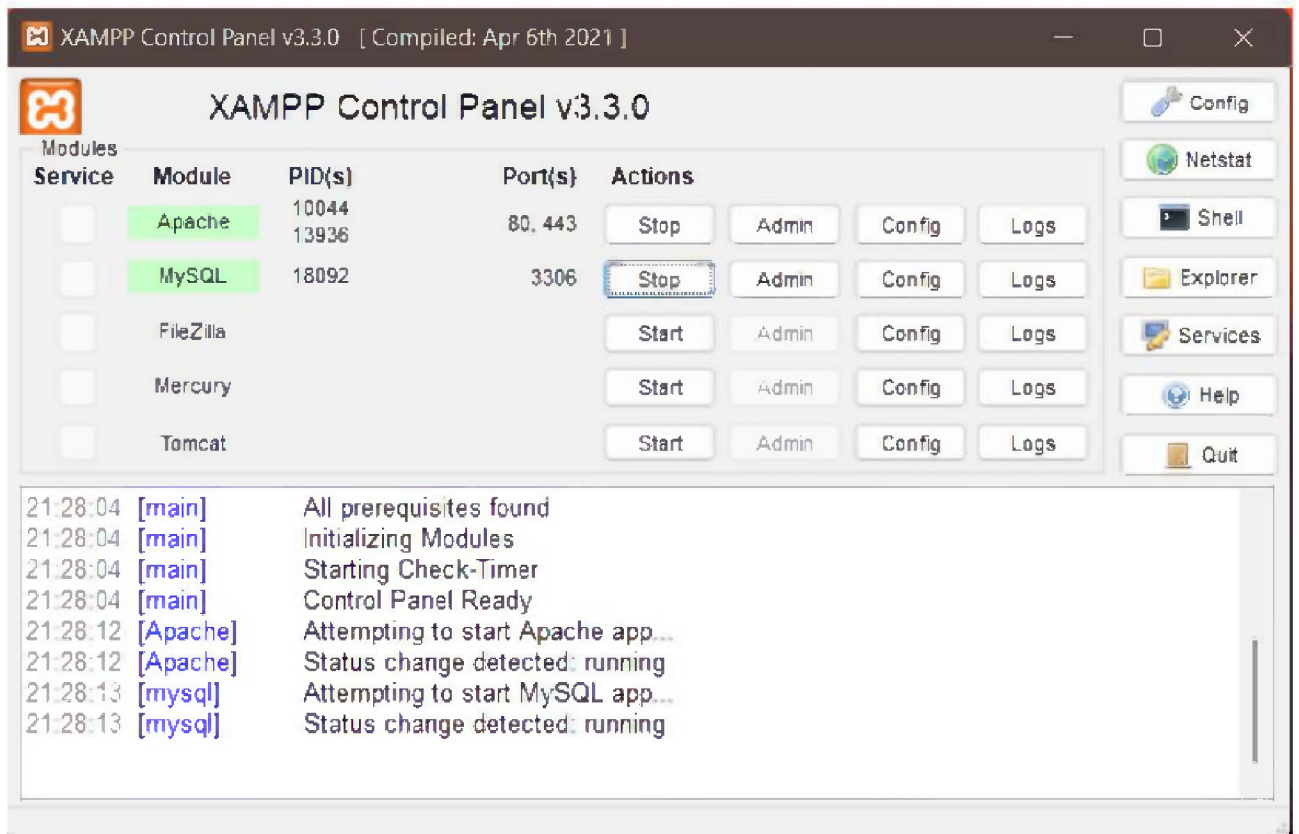 XAMPP Control Panel v3.3.0 [ Compiled: Apr 6th 2021 ]
XAMPP Control Panel v3.3.0
Config
Netstat
Shell
Explorer
Services
Help
Quit
Modules
Service Module PID(s) Port(s) Actions
Apache 10044 13936 80, 443 Stop Admin Config Logs
MySQL 18092 3306 Stop Admin Config Logs
FileZilla Start Admin Config Logs
Mercury Start Admin Config Logs
Tomcat Start Admin Config Logs
21:28:04 [main] All prerequisites found
21:28:04 [main] Initializing Modules
21:28:04 [main] Starting Check-Timer
21:28:04 [main] Control Panel Ready
21:28:12 [Apache] Attempting to start Apache app...
21:28:12 [Apache] Status change detected: running
21:28:13 [mysql] Attempting to start MySQL app...
21:28:13 [mysql] Status change detected: running